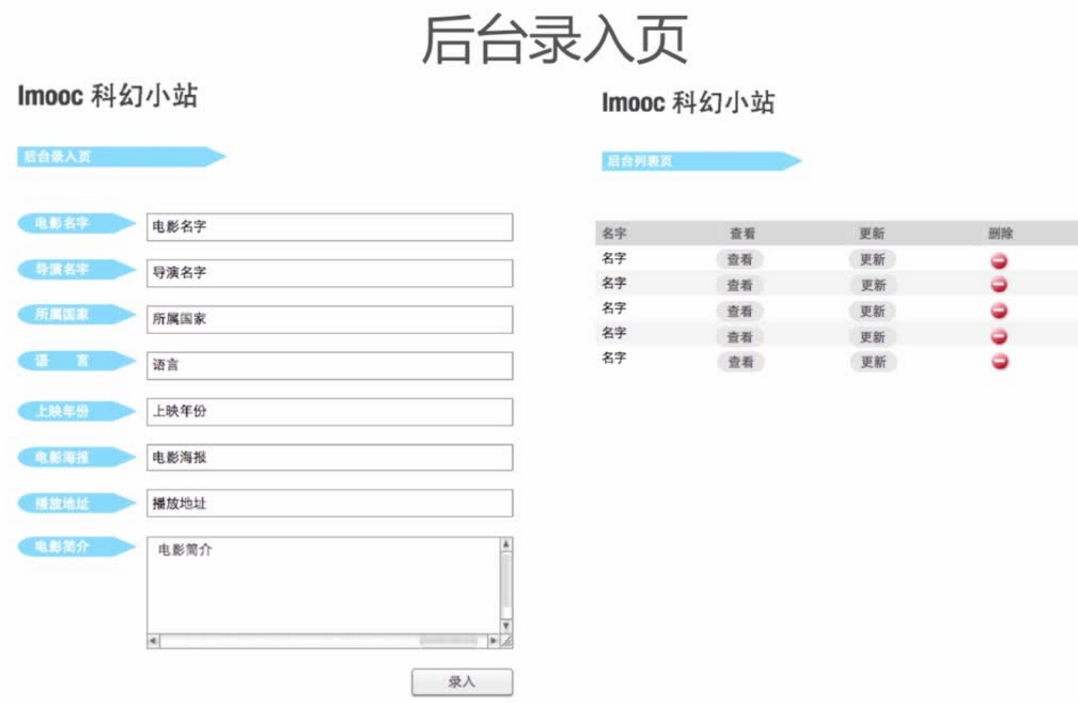 后台录入页
Imooc 科幻小站
后台录入页
电影名字 电影名字
导演名字 导演名字
所属国家 所属国家
语 言 语言
上映年份 上映年份
电影海报 电影海报
播放地址 播放地址
电影简介 电影简介
录入
Imooc 科幻小站
后台列表页
名字 查看 更新 删除
名字 查看 更新
名字 查看 更新
名字 查看 更新
名字 查看 更新
名字 查看 更新